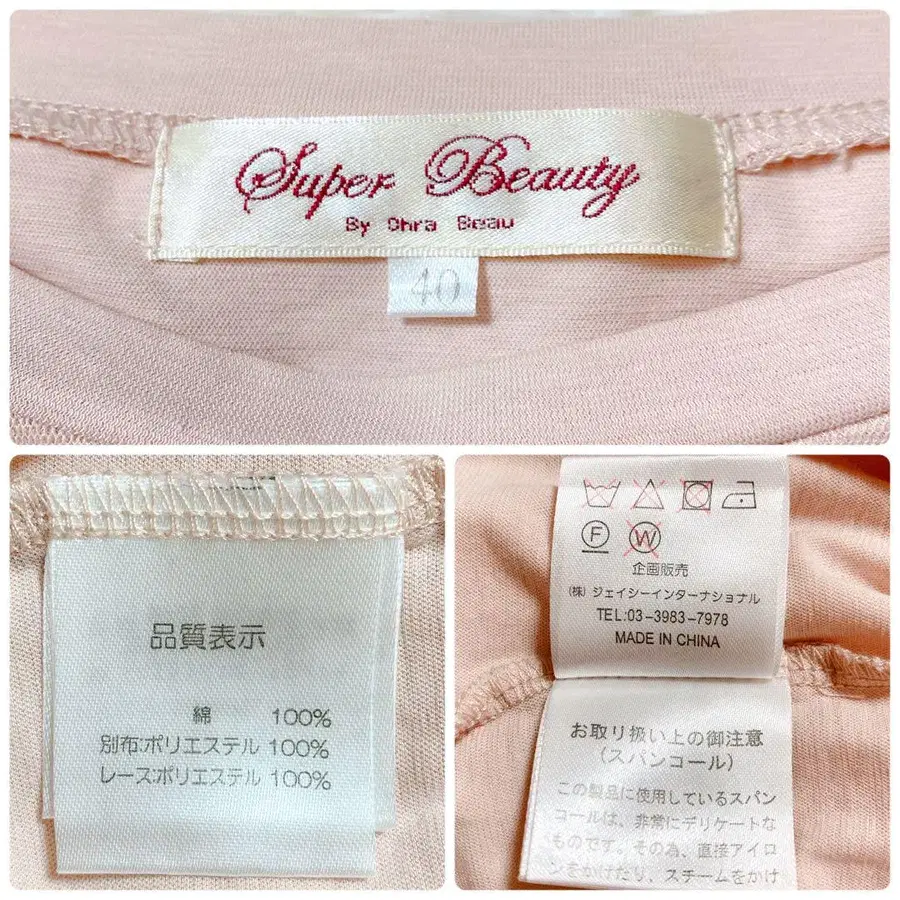 Super Beauty
By Chra Beau
40
品質表示
綿 100%
別布:ポリエステル 100%
レース:ポリエステル 100%
F
W
企画販売
(株) ジェイシーインターナショナル
TEL:03-3983-7978
MADE IN CHINA
お取り扱い上の御注意
(スパンコール)
この製品に使用しているスパン
コールは、非常にデリケートな
ものです。その為、直接アイロ
ンをかけたり、スチームをかけ